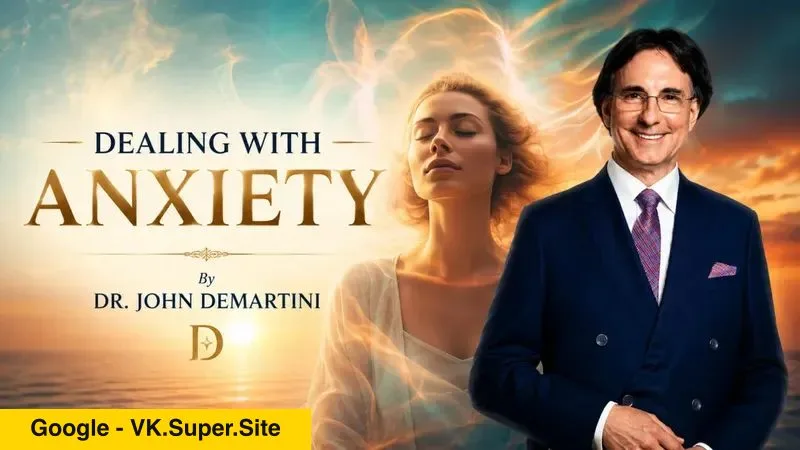 DEALING WITH
ANXIETY
By
DR. JOHN DEMARTINI
D
Google - VK.Super.Site